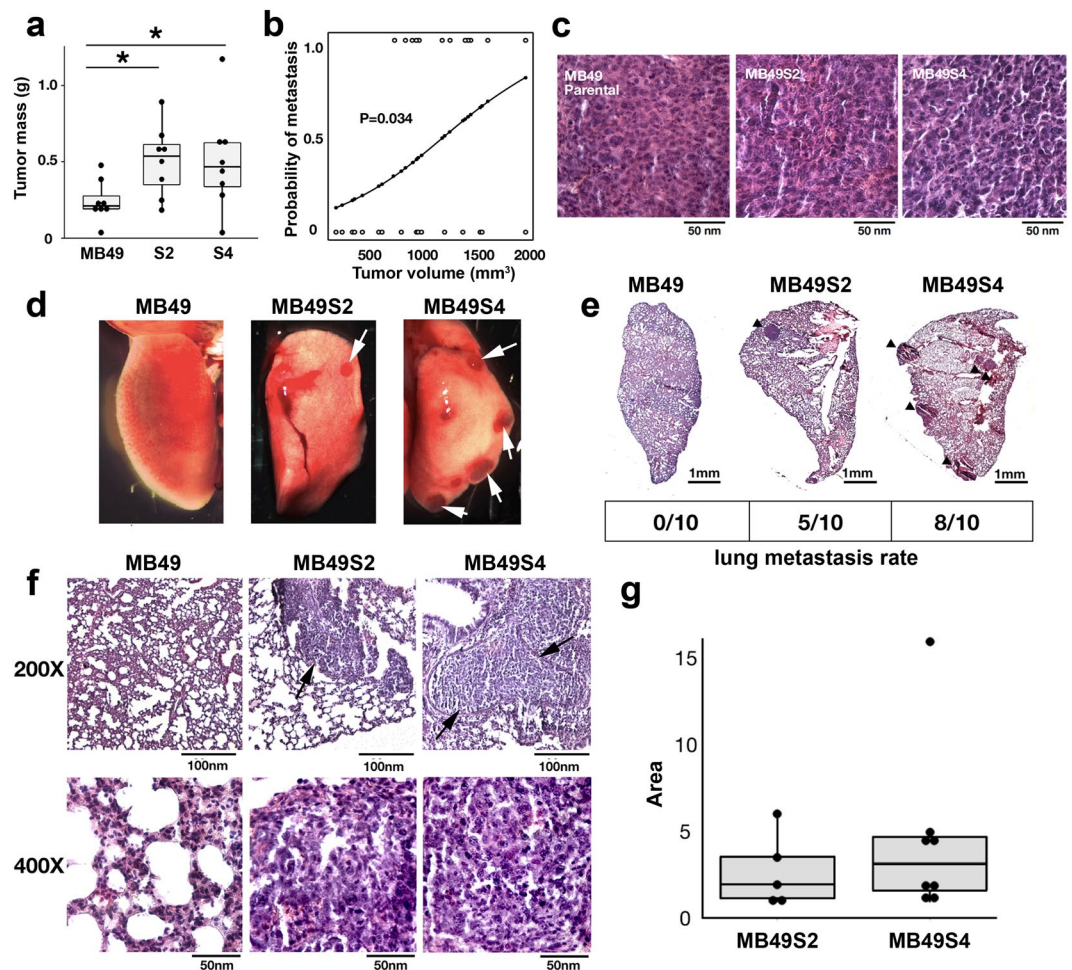 a
*
*
Tumor mass (g)
1.0
0.5
0
MB49 S2 S4
b
Probability of metastasis
1.0
0.5
0
P=0.034
500 1000 1500 2000
Tumor volume (mm³)
c
MB49
Parental
MB49S2
MB49S4
50 nm
50 nm
50 nm
d
MB49
MB49S2
MB49S4
e
MB49
MB49S2
MB49S4
1mm
1mm
1mm
0/10 5/10 8/10
lung metastasis rate
f
MB49
MB49S2
MB49S4
200X
100nm
100nm
100nm
400X
50nm
50nm
50nm
g
Area
15
10
5
0
MB49S2 MB49S4